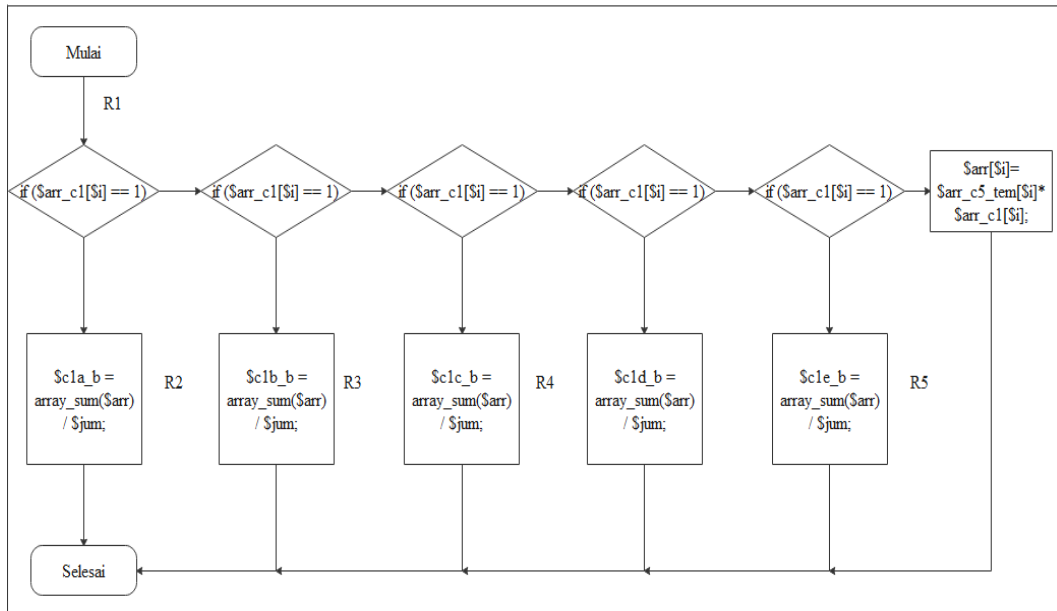 Mulai
R1
if ($arr_c1[$i] == 1)
if ($arr_c1[$i] == 1)
if ($arr_c1[$i] == 1)
if ($arr_c1[$i] == 1)
if ($arr_c1[$i] == 1)
$arr[$i]=
$arr_c5_tem[$i]*
$arr_c1[$i];
$c1a_b =
array_sum($arr)
/ $jum;
R2
$c1b_b =
array_sum($arr)
/ $jum;
R3
$c1c_b =
array_sum($arr)
/ $jum;
R4
$c1d_b =
array_sum($arr)
/ $jum;
$c1e_b =
array_sum($arr)
/ $jum;
R5
Selesai